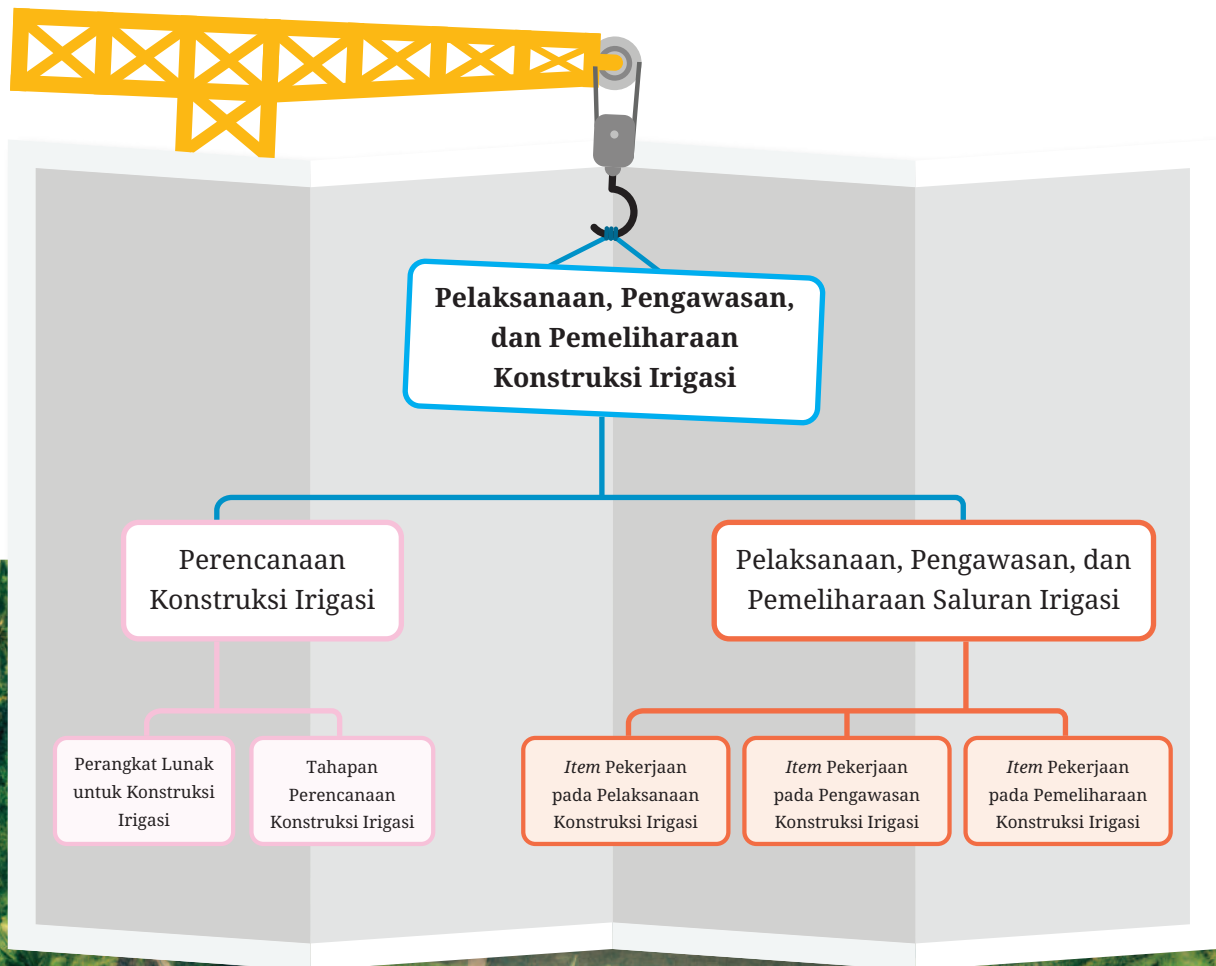 Pelaksanaan, Pengawasan,
dan Pemeliharaan
Konstruksi Irigasi
Perencanaan
Konstruksi Irigasi
Pelaksanaan, Pengawasan, dan
Pemeliharaan Saluran Irigasi
Perangkat Lunak
untuk Konstruksi
Irigasi
Tahapan
Perencanaan
Konstruksi Irigasi
Item Pekerjaan
pada Pelaksanaan
Konstruksi Irigasi
Item Pekerjaan
pada Pengawasan
Konstruksi Irigasi
Item Pekerjaan
pada Pemeliharaan
Konstruksi Irigasi